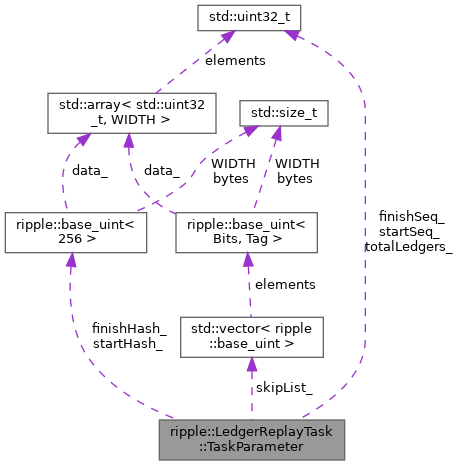 std::uint32_t
elements
std::array< std::uint32
_t, WIDTH >
std::size_t
data_
WIDTH
bytes
data_
WIDTH
bytes
ripple::base_uint<
256 >
ripple::base_uint<
Bits, Tag >
finishSeq_
startSeq_
totalLedgers_
elements
finishHash_
startHash_
std::vector< ripple
::base_uint >
skipList_
ripple::LedgerReplayTask
::TaskParameter